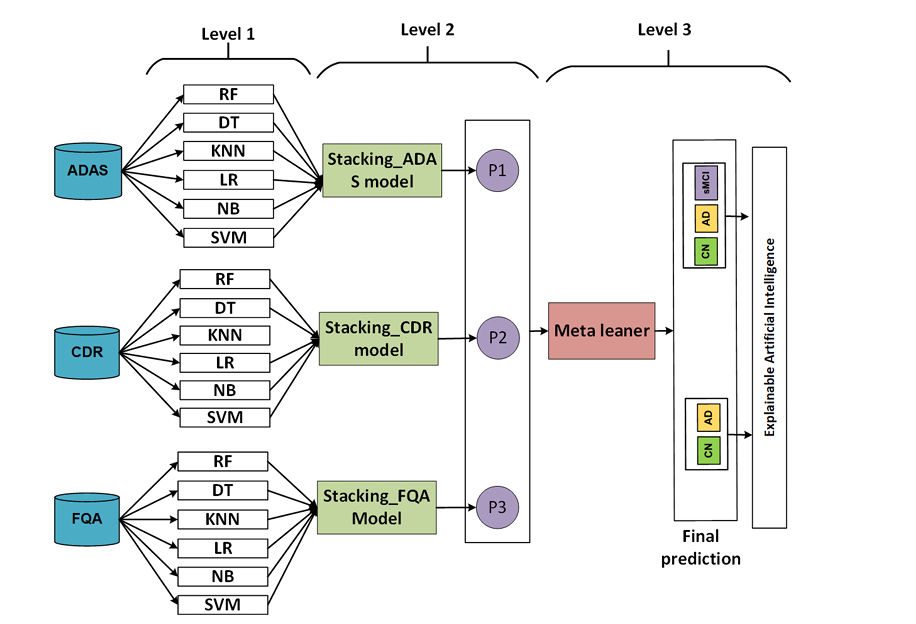 Level 1
Level 2
Level 3
ADAS
RF
DT
KNN
LR
NB
SVM
Stacking_ADA
S model
P1
CDR
RF
DT
KNN
LR
NB
SVM
Stacking_CDR
model
P2
FQA
RF
DT
KNN
LR
NB
SVM
Stacking_FQA
Model
P3
Meta leaner
sMCI
AD
CN
AD
CN
Final
prediction
Explainable Artificial Intelligence